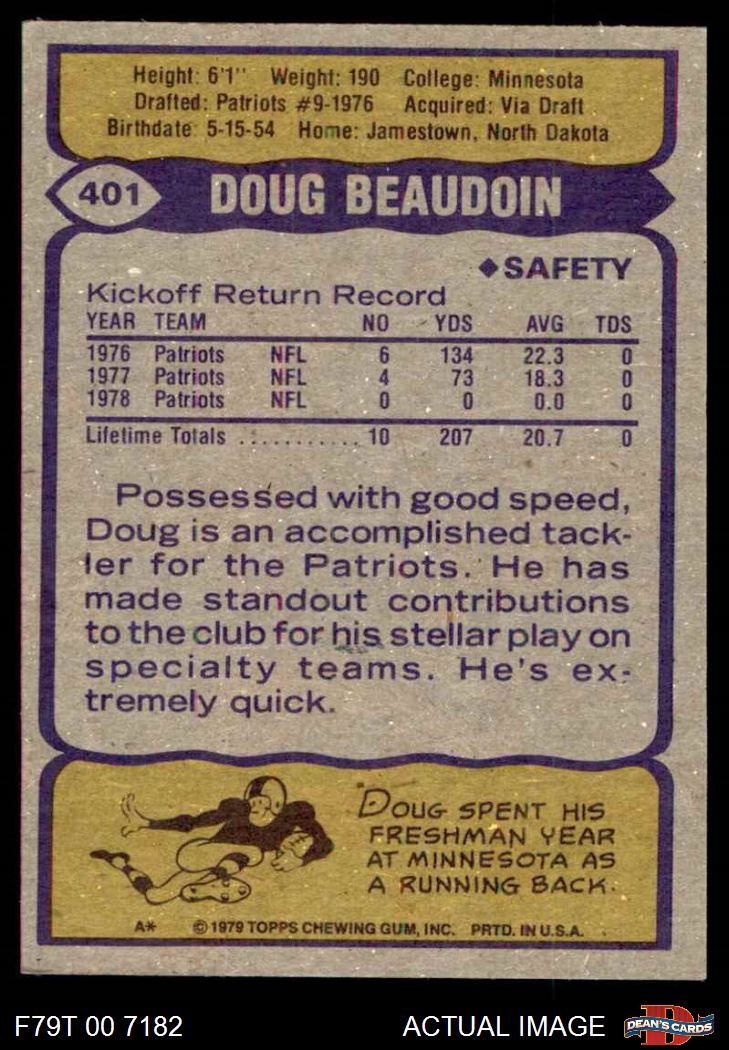 Height: 6'1" Weight: 190 College: Minnesota
Drafted: Patriots #9-1976 Acquired: Via Draft
Birthdate 5-15-54 Home: Jamestown, North Dakota
401 DOUG BEAUDOIN
◆SAFETY
Kickoff Return Record
YEAR TEAM NO YDS AVG TDS
1976 Patriots NFL 6 134 22.3 0
1977 Patriots NFL 4 73 18.3 0
1978 Patriots NFL 0 0 0.0 0
Lifetime Totals ............ 10 207 20.7 0
Possessed with good speed,
Doug is an accomplished tack-
ler for the Patriots. He has
made standout contributions
to the club for his stellar play on
specialty teams. He's ex-
tremely quick.
DOUG SPENT HIS
FRESHMAN YEAR
AT MINNESOTA AS
A RUNNING BACK.
A* © 1979 TOPPS CHEWING GUM, INC. PRTD. IN U.S.A.
F79T 00 7182 ACTUAL IMAGE D DEAN'S CARDS